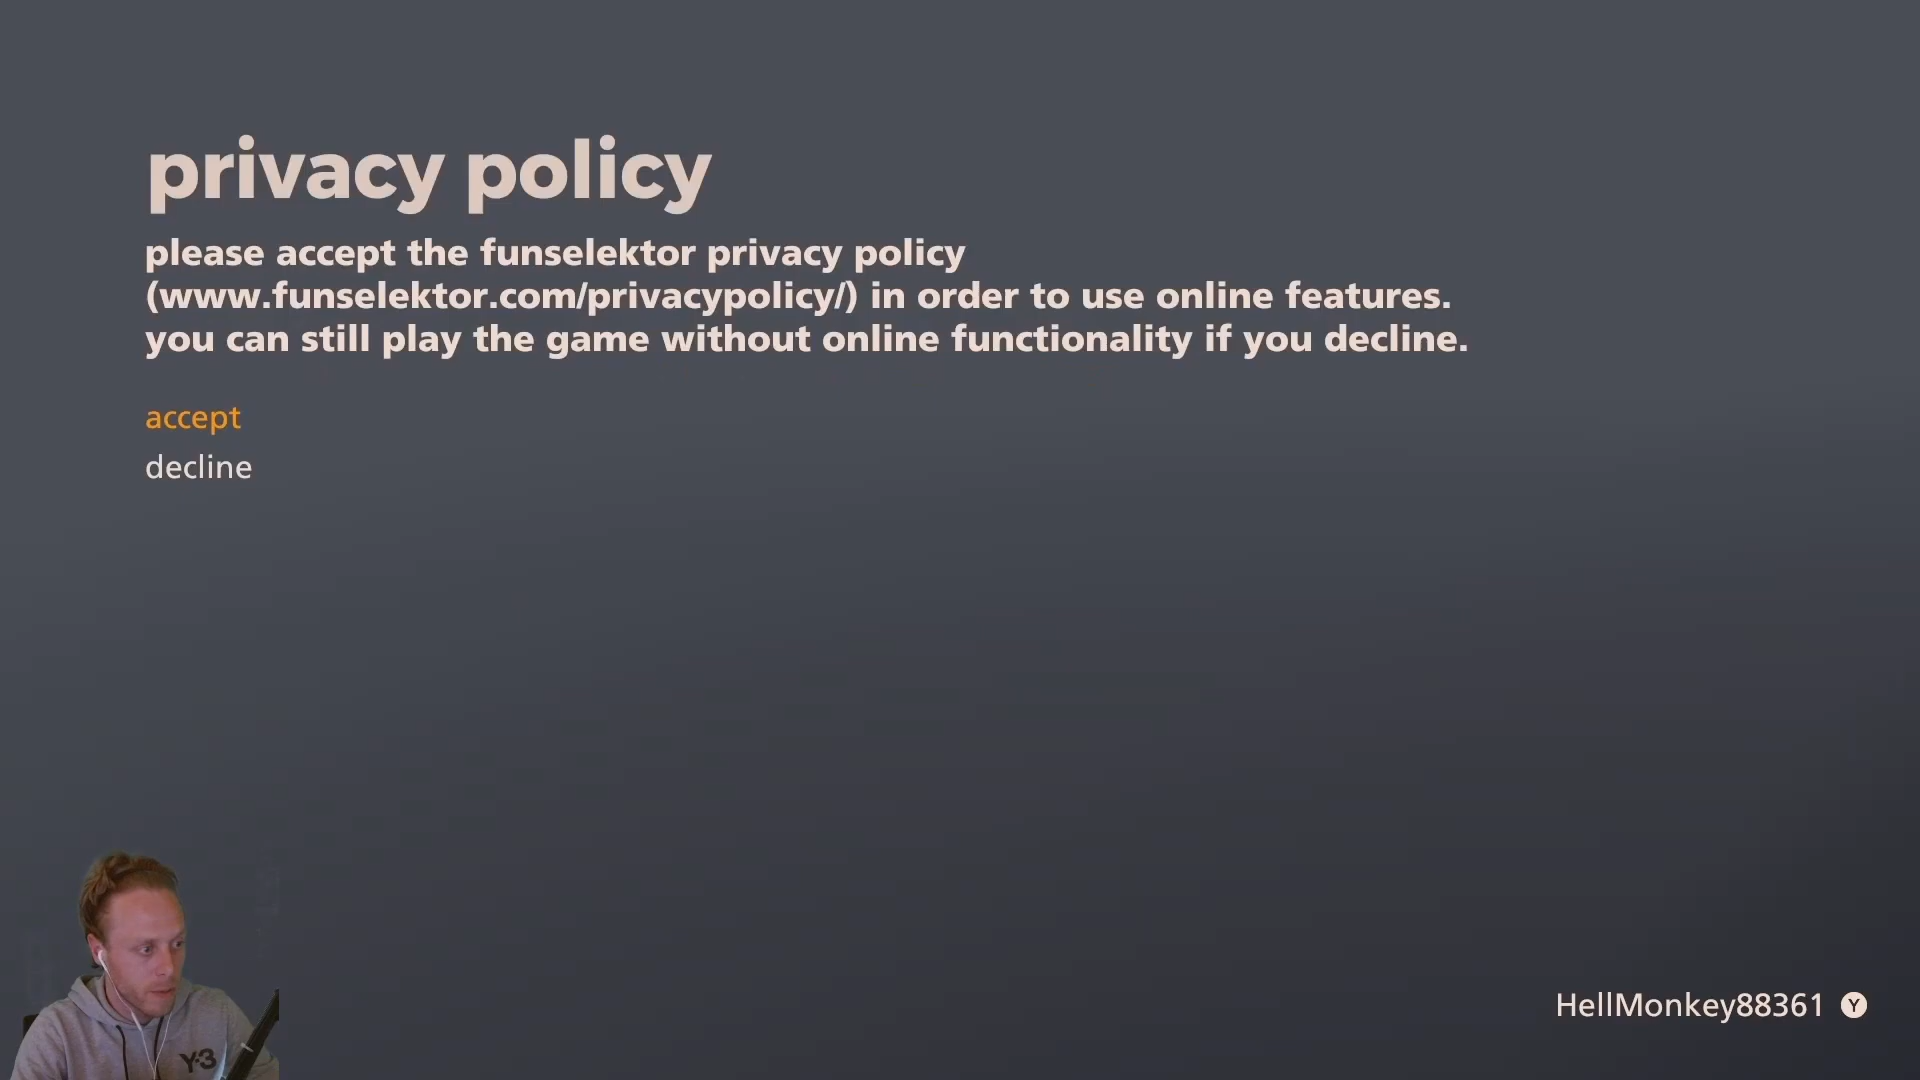 privacy policy
please accept the funselektor privacy policy
(www.funselektor.com/privacypolicy/) in order to use online features.
you can still play the game without online functionality if you decline.
accept
decline
HellMonkey88361 Y
Y-3